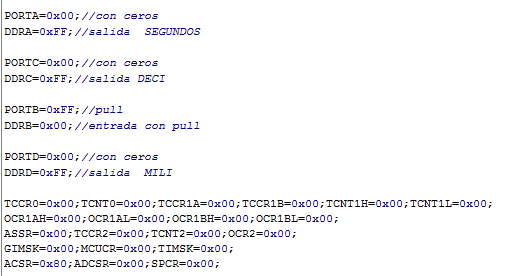 PORTA=0x00;//con ceros
DDRA=0xFF;//salida  SEGUNDOS
PORTC=0x00;//con ceros
DDRC=0xFF;//salida DECI
PORTB=0xFF;//pull
DDRB=0x00;//entrada con pull
PORTD=0x00;//con ceros
DDRD=0xFF;//salida  MILI
TCCR0=0x00;TCNT0=0x00;TCCR1A=0x00;TCCR1B=0x00;TCNT1H=0x00;TCNT1L=0x00;
OCR1AH=0x00;OCR1AL=0x00;OCR1BH=0x00;OCR1BL=0x00;
ASSR=0x00;TCCR2=0x00;TCNT2=0x00;OCR2=0x00;
GIMSK=0x00;MCUCR=0x00;TIMSK=0x00;
ACSR=0x80;ADCSR=0x00;SPCR=0x00;